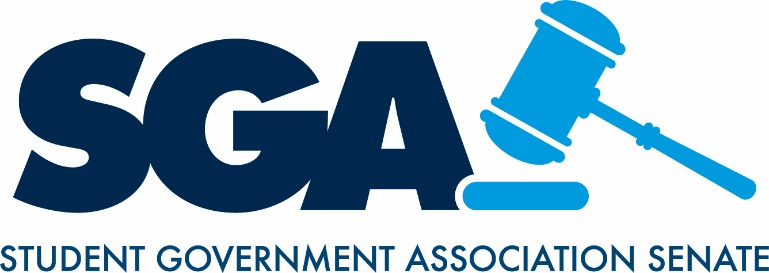 SGA
STUDENT GOVERNMENT ASSOCIATION SENATE